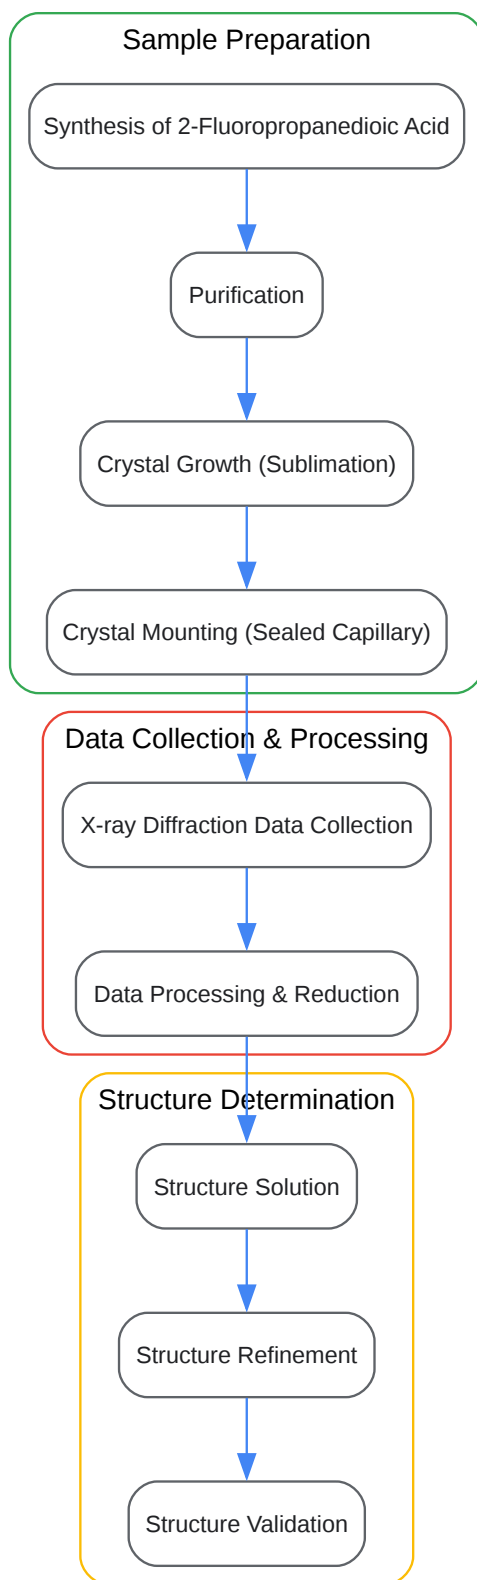 Sample Preparation
Synthesis of 2-Fluoropropanedioic Acid
Purification
Crystal Growth (Sublimation)
Crystal Mounting (Sealed Capillary)
Data Collection & Processing
X-ray Diffraction Data Collection
Data Processing & Reduction
Structure Determination
Structure Solution
Structure Refinement
Structure Validation